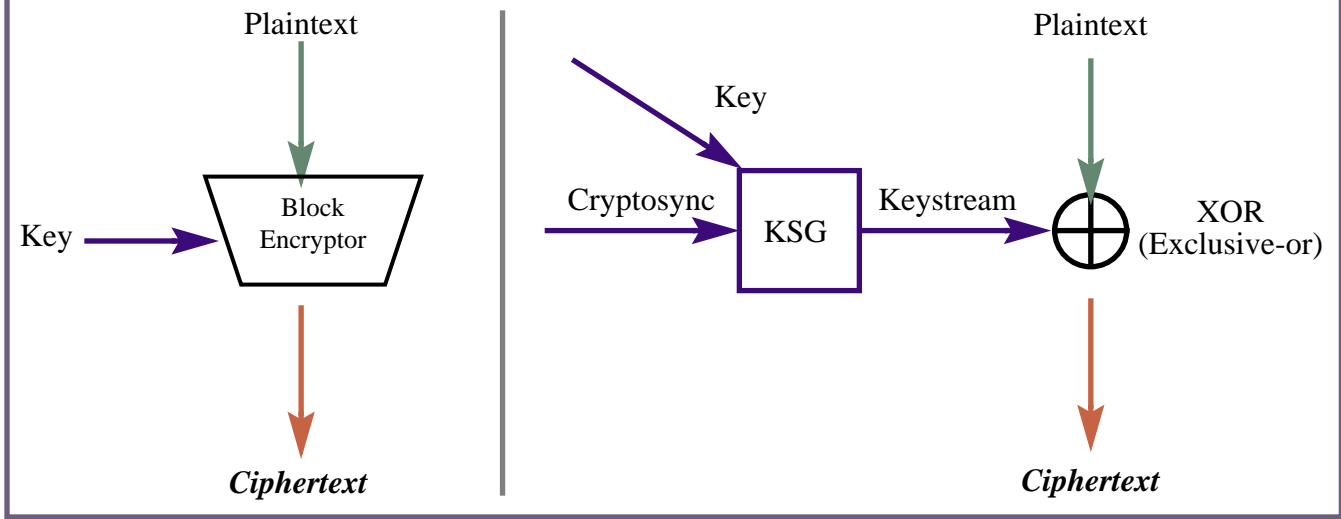 Plaintext
Block
Encryptor
Key
Ciphertext
Plaintext
Key
Cryptosync
KSG
Keystream
XOR
(Exclusive-or)
Ciphertext